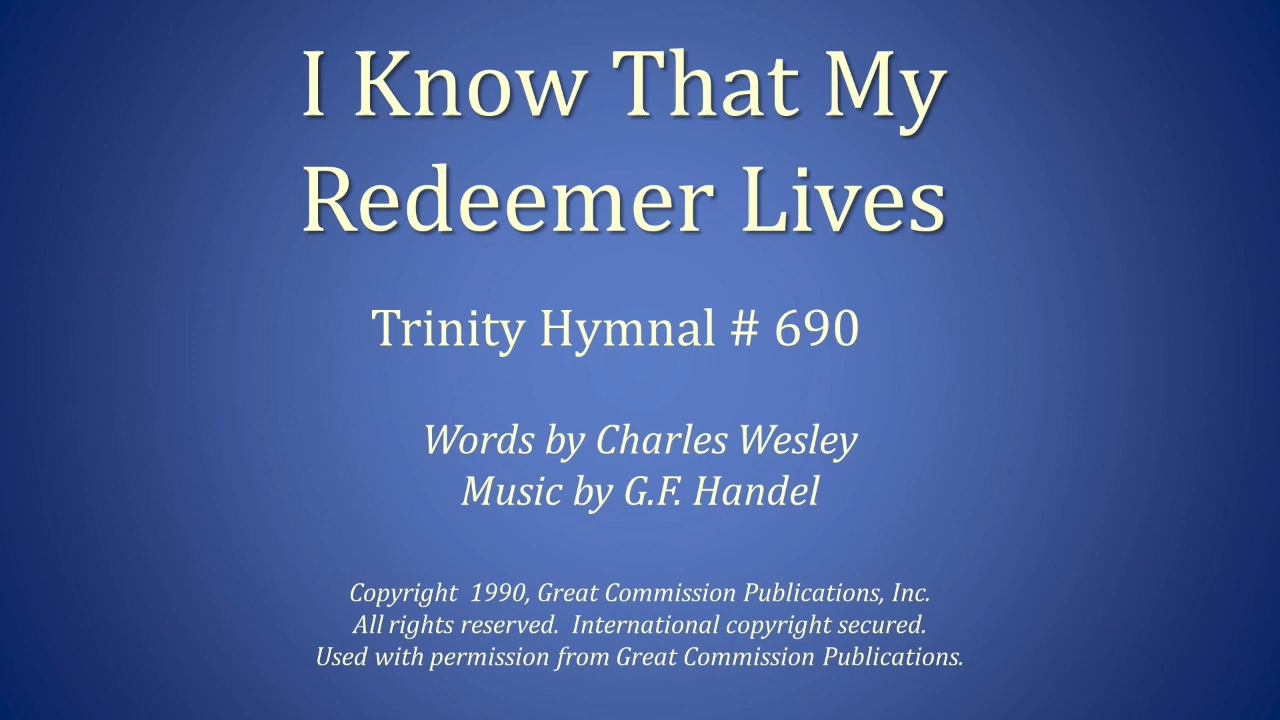 I Know That My
Redeemer Lives
Trinity Hymnal # 690
Words by Charles Wesley
Music by G.F. Handel
Copyright  1990, Great Commission Publications, Inc.
All rights reserved.  International copyright secured.
Used with permission from Great Commission Publications.